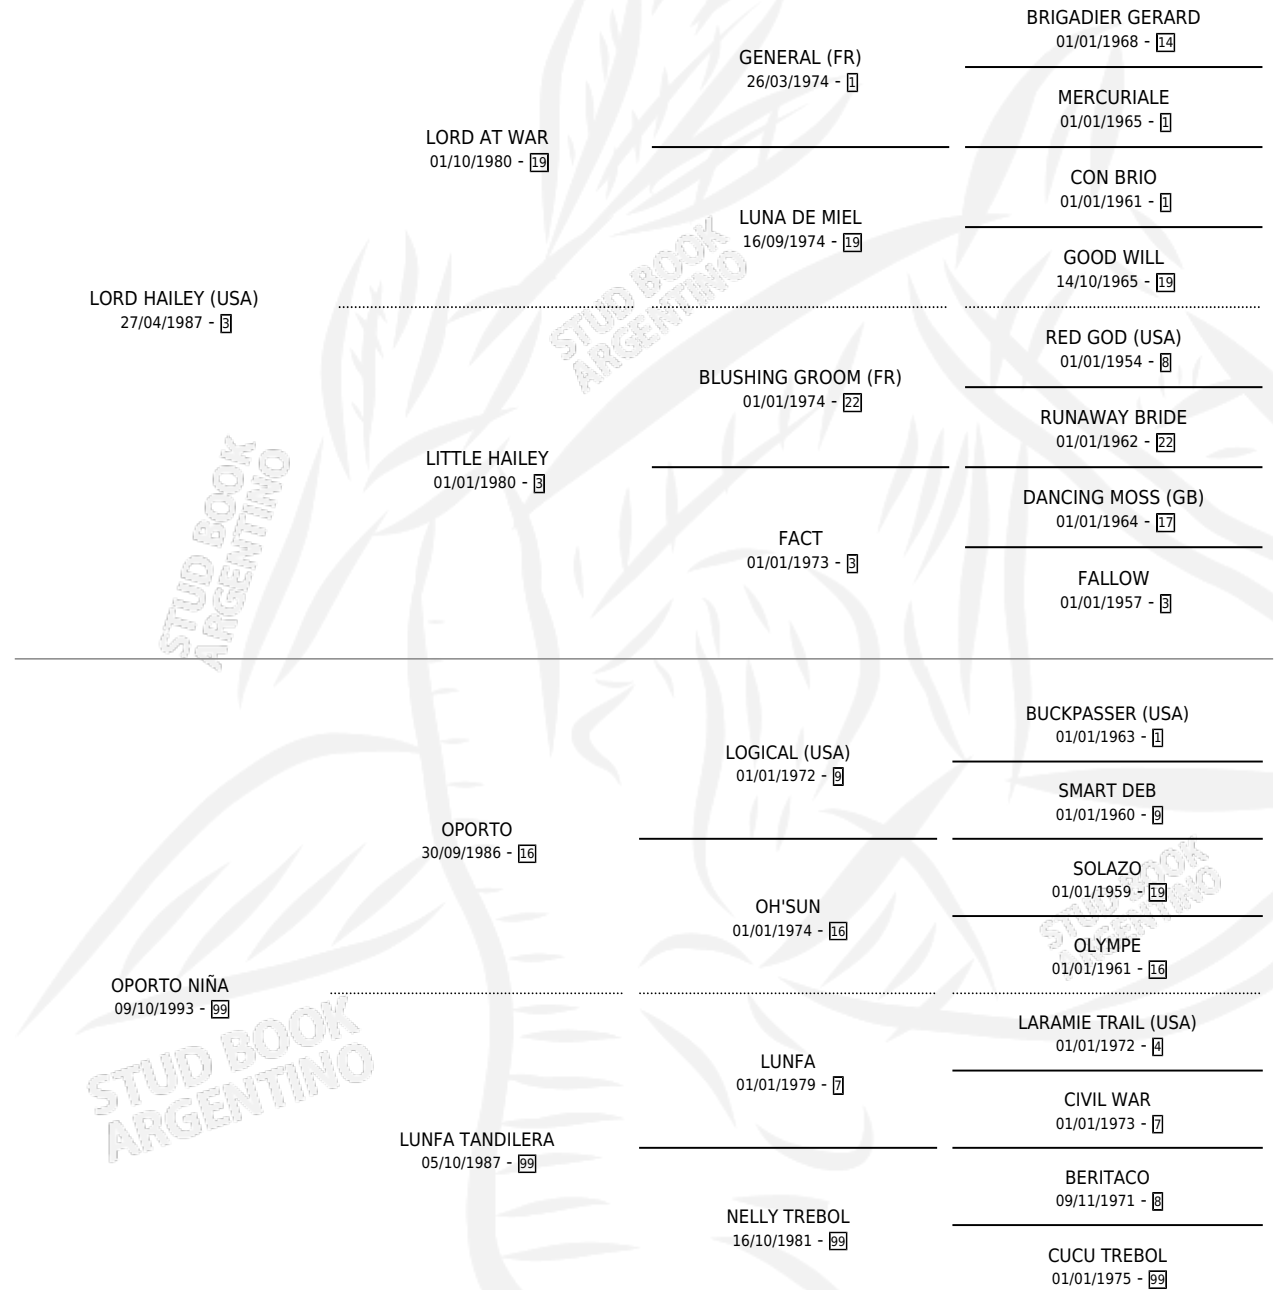 BRIGADIER GERARD
01/01/1968 - 14
GENERAL (FR)
26/03/1974 - 1
MERCURIALE
01/01/1965 - 1
LORD AT WAR
01/10/1980 - 19
CON BRIO
01/01/1961 - 1
LUNA DE MIEL
16/09/1974 - 19
GOOD WILL
14/10/1965 - 19
LORD HAILEY (USA)
27/04/1987 - 3
RED GOD (USA)
01/01/1954 - 8
BLUSHING GROOM (FR)
01/01/1974 - 22
RUNAWAY BRIDE
01/01/1962 - 22
LITTLE HAILEY
01/01/1980 - 3
DANCING MOSS (GB)
01/01/1964 - 17
FACT
01/01/1973 - 3
FALLOW
01/01/1957 - 3
STUD BOOK
ARGENTINO
STUD BOOK
ARGENTINO
BUCKPASSER (USA)
01/01/1963 - 1
LOGICAL (USA)
01/01/1972 - 9
SMART DEB
01/01/1960 - 9
OPORTO
30/09/1986 - 16
SOLAZO
01/01/1959 - 19
OH'SUN
01/01/1974 - 16
OLYMPE
01/01/1961 - 16
STUD BOOK
ARGENTINO
OPORTO NIÑA
09/10/1993 - 99
LARAMIE TRAIL (USA)
01/01/1972 - 4
LUNFA
01/01/1979 - 7
CIVIL WAR
01/01/1973 - 7
STUD BOOK
ARGENTINO
LUNFA TANDILERA
05/10/1987 - 99
BERITACO
09/11/1971 - 8
NELLY TREBOL
16/10/1981 - 99
CUCU TREBOL
01/01/1975 - 99